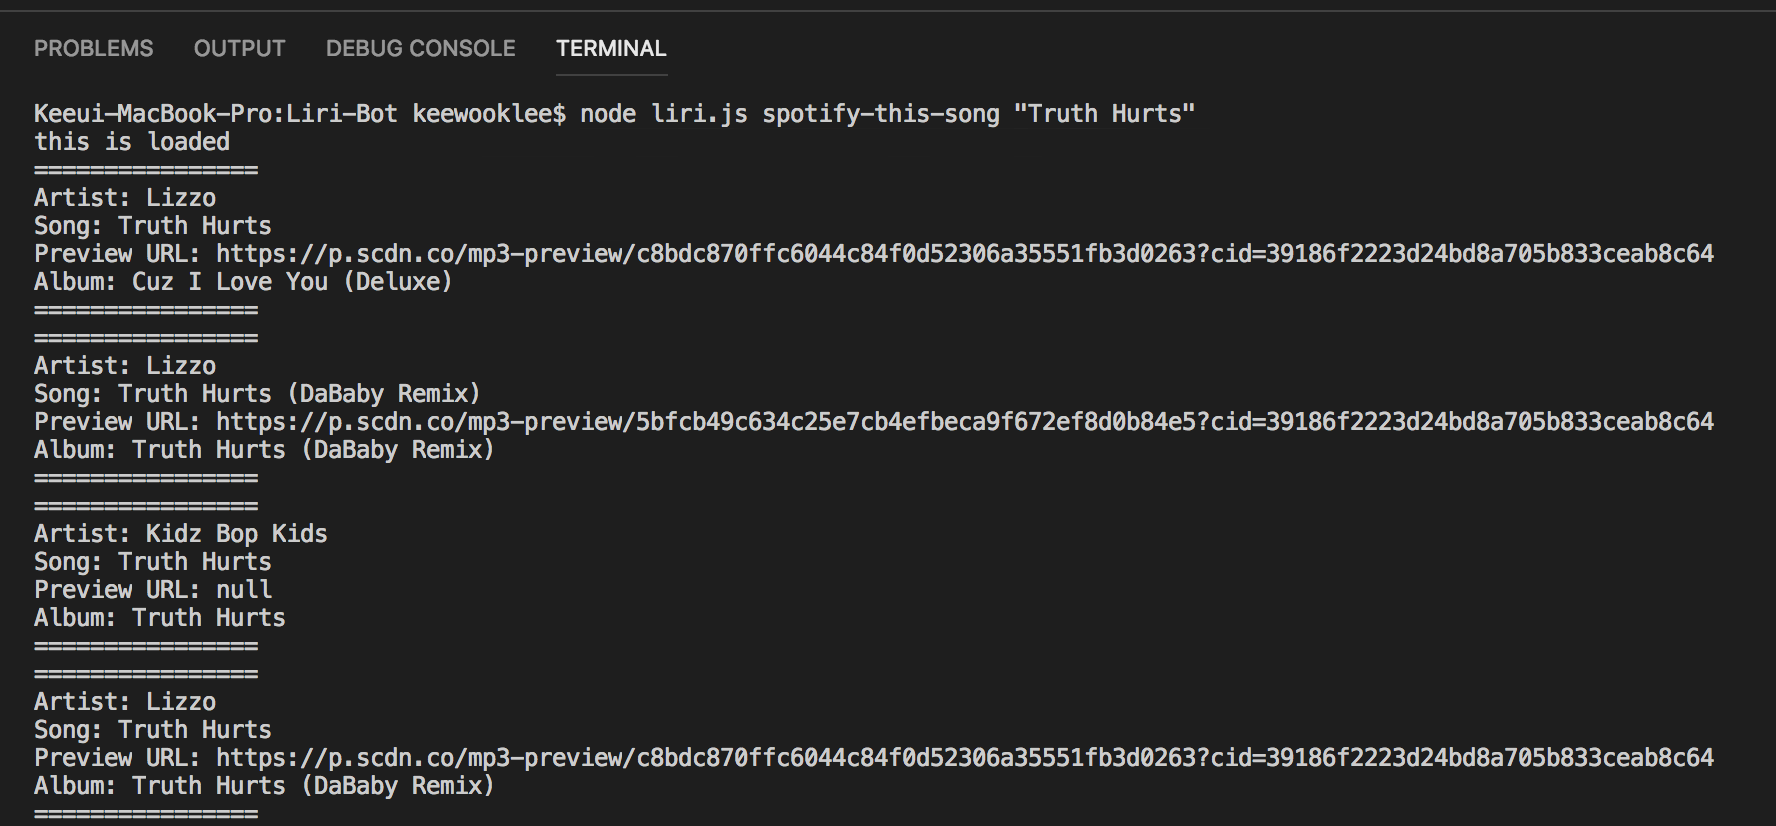 PROBLEMS OUTPUT DEBUG CONSOLE TERMINAL
Keeui-MacBook-Pro:Liri-Bot keewooklee$ node liri.js spotify-this-song "Truth Hurts"
this is loaded
================
Artist: Lizzo
Song: Truth Hurts
Preview URL: https://p.scdn.co/mp3-preview/c8bdc870ffc6044c84f0d52306a35551fb3d0263?cid=39186f2223d24bd8a705b833ceab8c64
Album: Cuz I Love You (Deluxe)
================
================
Artist: Lizzo
Song: Truth Hurts (DaBaby Remix)
Preview URL: https://p.scdn.co/mp3-preview/5bfcb49c634c25e7cb4efbeca9f672ef8d0b84e5?cid=39186f2223d24bd8a705b833ceab8c64
Album: Truth Hurts (DaBaby Remix)
================
================
Artist: Kidz Bop Kids
Song: Truth Hurts
Preview URL: null
Album: Truth Hurts
================
================
Artist: Lizzo
Song: Truth Hurts
Preview URL: https://p.scdn.co/mp3-preview/c8bdc870ffc6044c84f0d52306a35551fb3d0263?cid=39186f2223d24bd8a705b833ceab8c64
Album: Truth Hurts (DaBaby Remix)
================